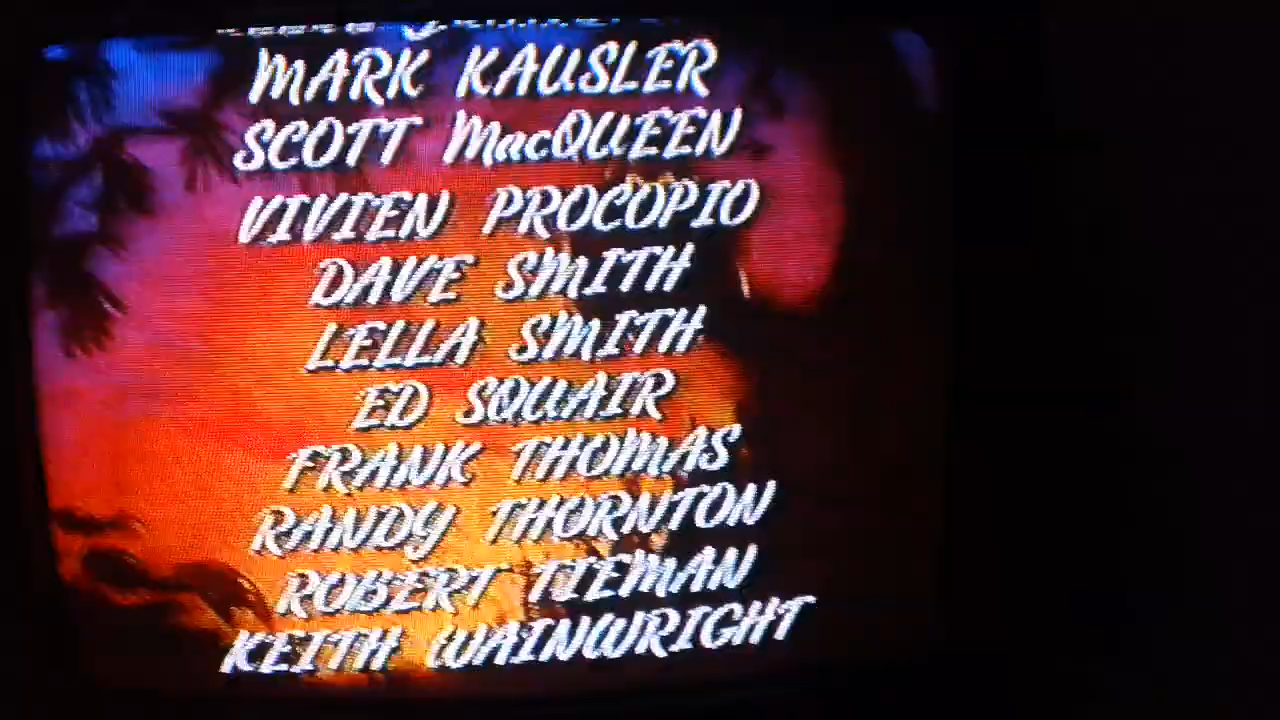 MARK KAUSLER
SCOTT MacQUEEN
VIVIEN PROCOPIO
DAVE SMITH
LELLA SMITH
ED SQUAIR
FRANK THOMAS
RANDY THORNTON
ROBERT TIEMAN
KEITH WAINWRIGHT